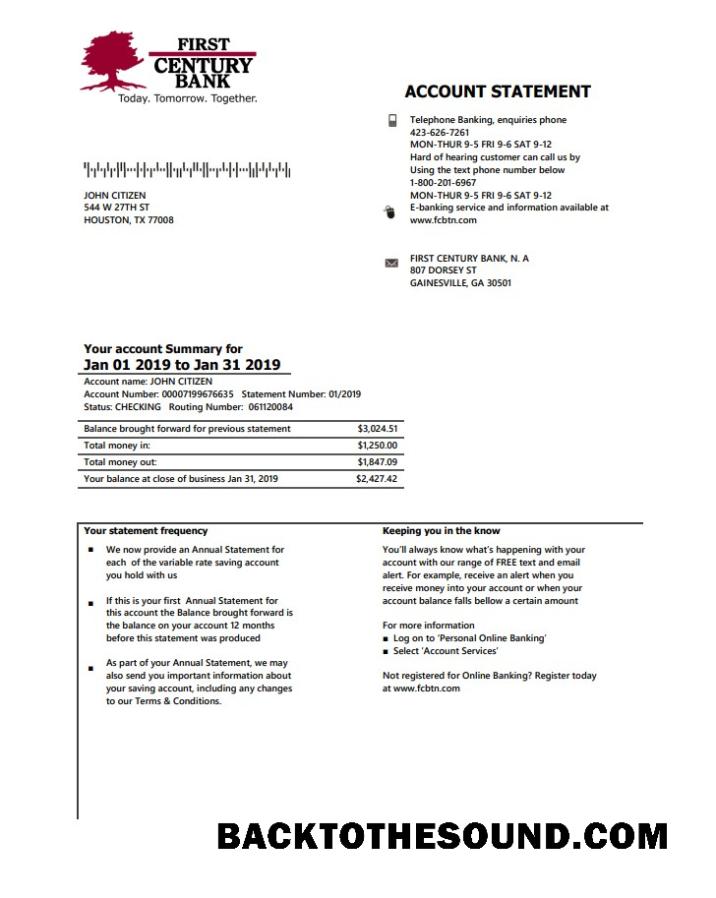 FIRST
CENTURY
BANK
Today. Tomorrow. Together.
ACCOUNT STATEMENT
Telephone Banking, enquiries phone
423-626-7261
MON-THUR 9-5 FRI 9-6 SAT 9-12
Hard of hearing customer can call us by
Using the text phone number below
1-800-201-6967
MON-THUR 9-5 FRI 9-6 SAT 9-12
E-banking service and information available at
www.fcbtn.com
JOHN CITIZEN
544 W 27TH ST
HOUSTON, TX 77008
FIRST CENTURY BANK, N. A
807 DORSEY ST
GAINESVILLE, GA 30501
Your account Summary for
Jan 01 2019 to Jan 31 2019
Account name: JOHN CITIZEN
Account Number: 00007199676635 Statement Number: 01/2019
Status: CHECKING Routing Number: 061120084
Balance brought forward for previous statement $3,024.51
Total money in: $1,250.00
Total money out: $1,847.09
Your balance at close of business Jan 31, 2019 $2,427.42
Your statement frequency
■ We now provide an Annual Statement for
each of the variable rate saving account
you hold with us
■ If this is your first Annual Statement for
this account the Balance brought forward is
the balance on your account 12 months
before this statement was produced
■ As part of your Annual Statement, we may
also send you important information about
your saving account, including any changes
to our Terms & Conditions.
Keeping you in the know
You'll always know what's happening with your
account with our range of FREE text and email
alert. For example, receive an alert when you
receive money into your account or when your
account balance falls bellow a certain amount
For more information
■ Log on to 'Personal Online Banking'
■ Select 'Account Services'
Not registered for Online Banking? Register today
at www.fcbtn.com
BACKTOTHESOUND.COM